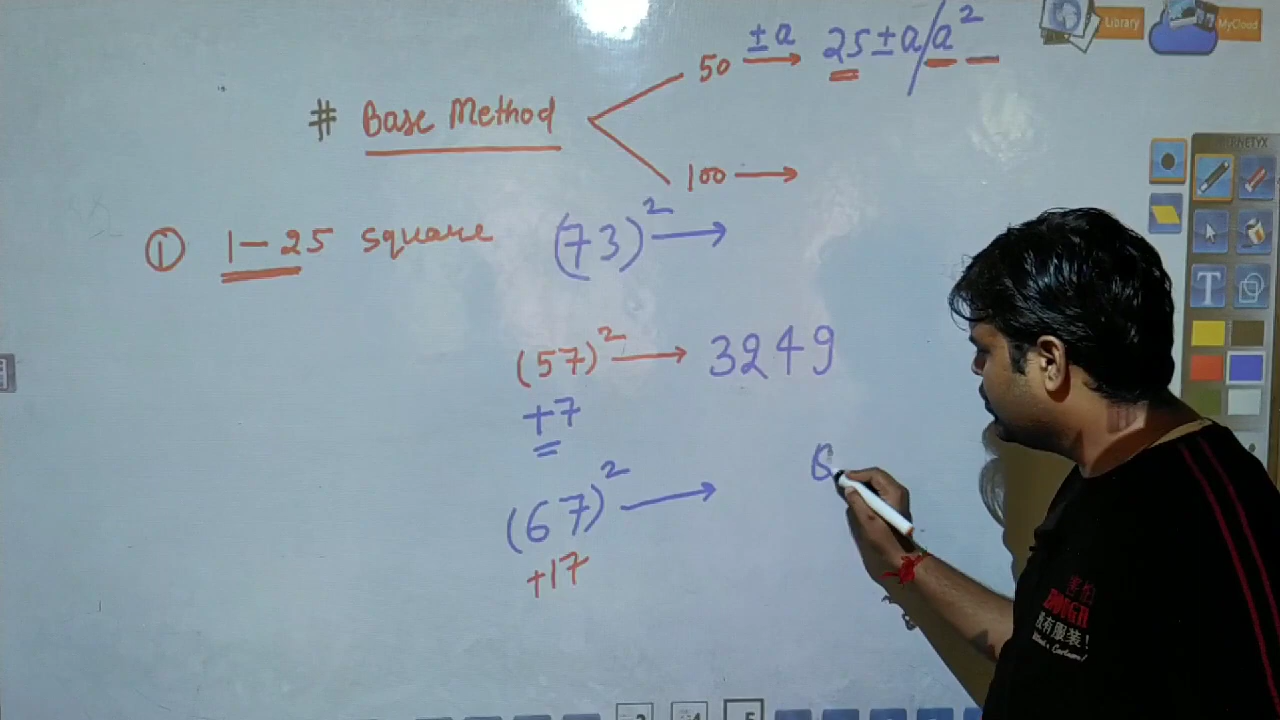 Library
MyCloud
# Base Method
50 ±a → 25±a/a²
100 →
① 1-25 square (73)² →
(57)² → 3249
+7
(67)² →
+17